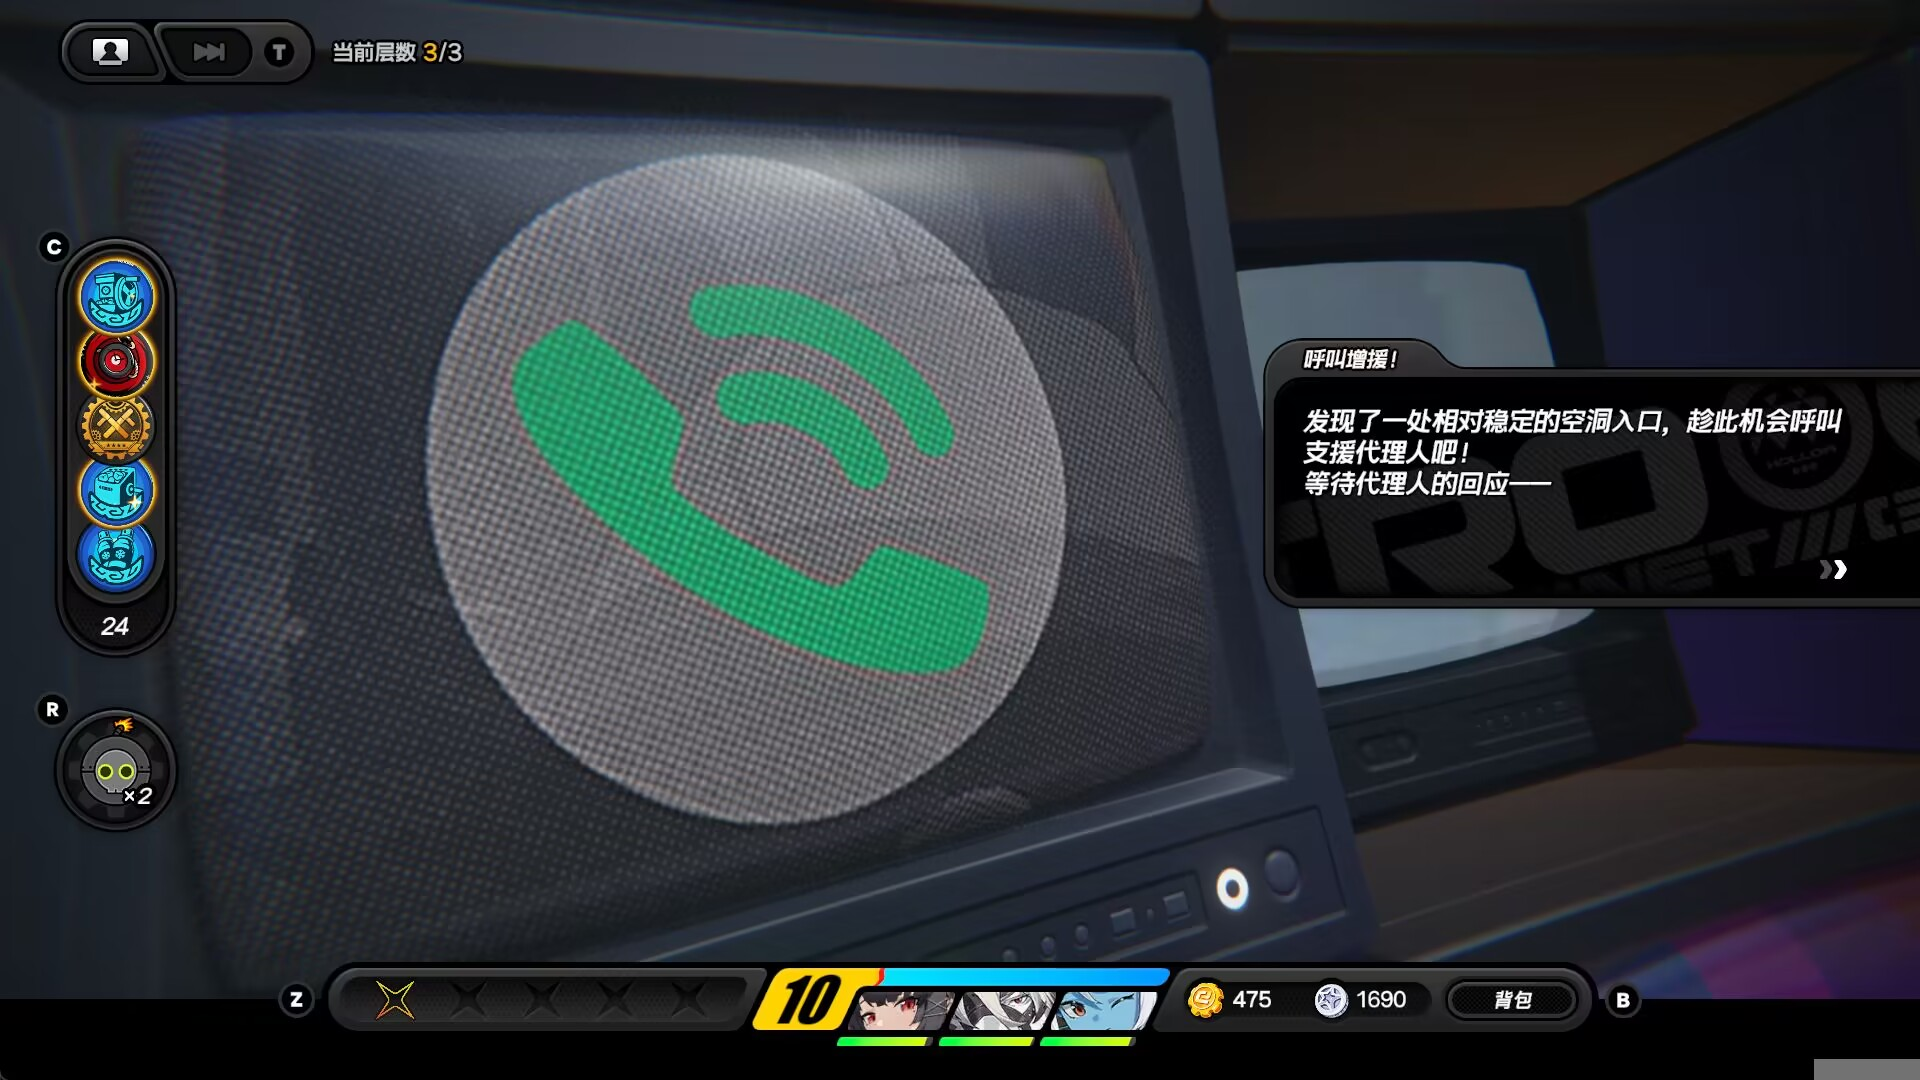 T
当前层数 3/3
C
呼叫增援！
发现了一处相对稳定的空洞入口，趁此机会呼叫
支援代理人吧！
等待代理人的回应——
24
R
×2
Z
10
475
1690
背包
B